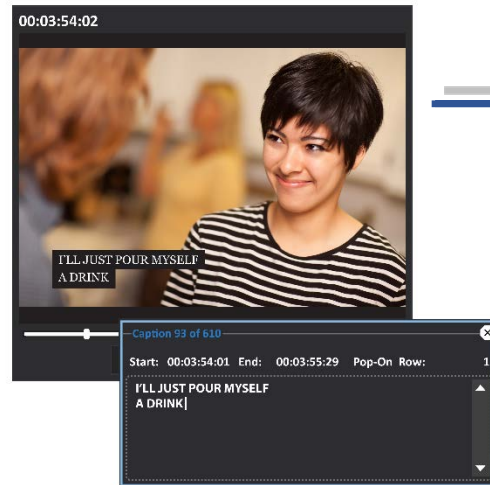 00:03:54:02
I'LL JUST POUR MYSELF
A DRINK
Caption 93 of 610
Start: 00:03:54:01 End: 00:03:55:29 Pop-On Row: 1
I'LL JUST POUR MYSELF
A DRINK